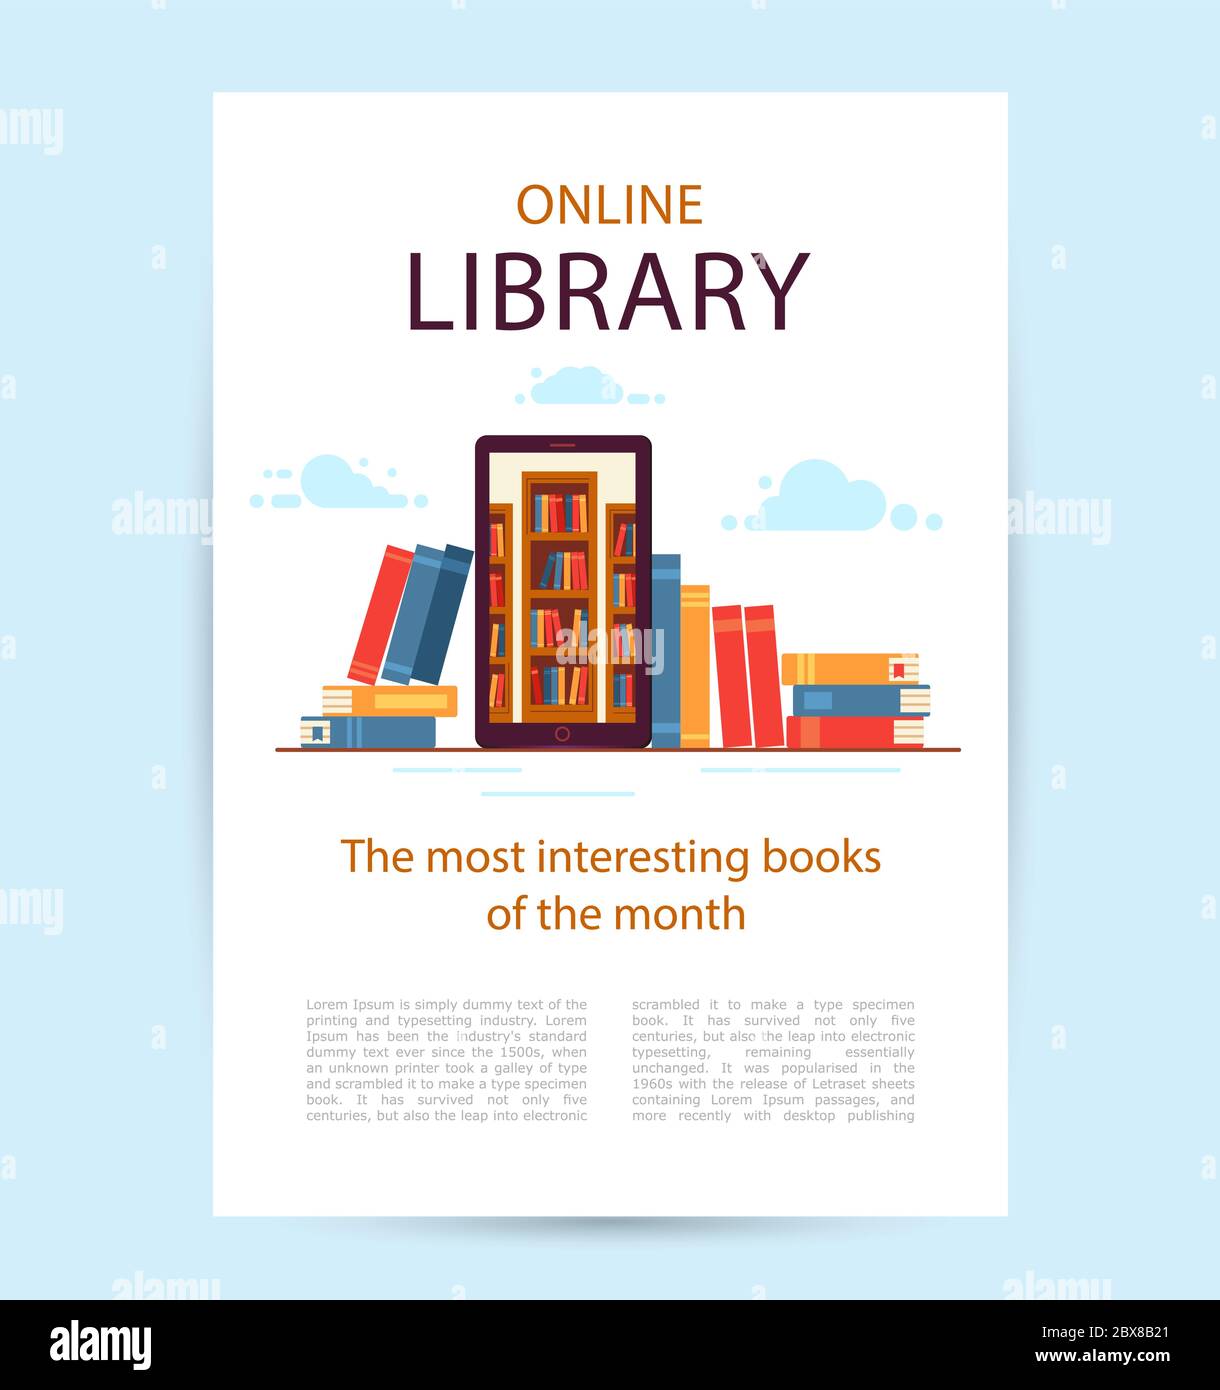 ONLINE
LIBRARY
The most interesting books
of the month
Lorem Ipsum is simply dummy text of the
printing and typesetting industry. Lorem
Ipsum has been the industry's standard
dummy text ever since the 1500s, when
an unknown printer took a galley of type
and scrambled it to make a type specimen
book. It has survived not only five
centuries, but also the leap into electronic
scrambled it to make a type specimen
book. It has survived not only five
centuries, but also the leap into electronic
typesetting, remaining essentially
unchanged. It was popularised in the
1960s with the release of Letraset sheets
containing Lorem Ipsum passages, and
more recently with desktop publishing
alamy
Image ID: 2BX8B21
www.alamy.com